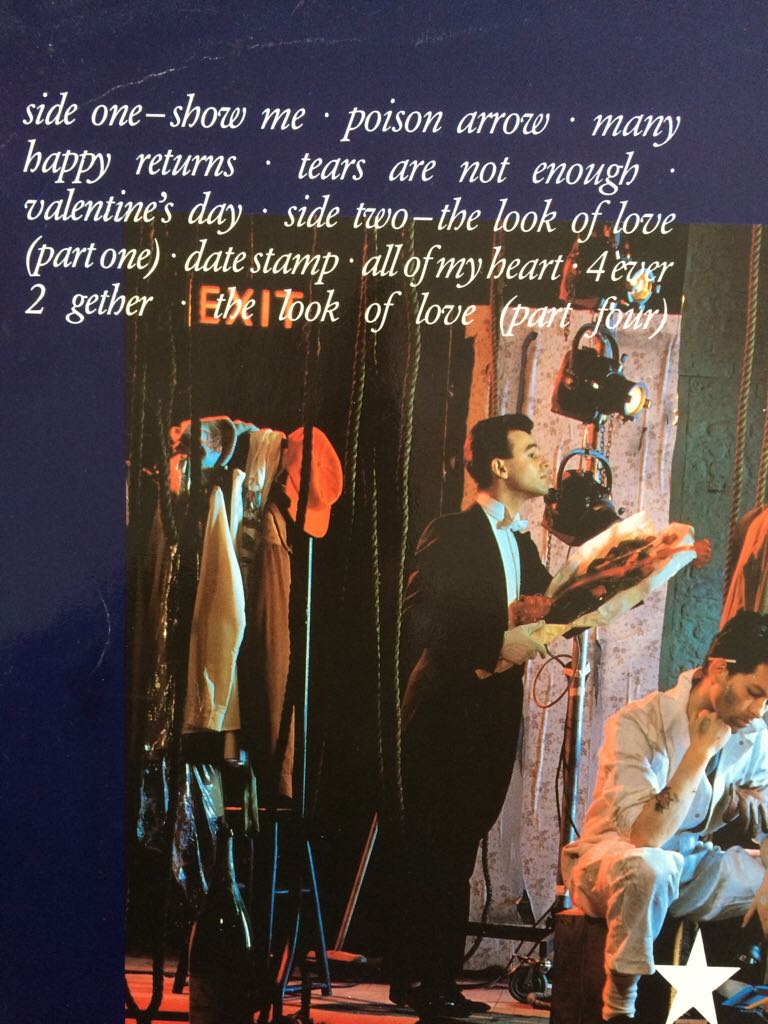 side one–show me · poison arrow · many
happy returns · tears are not enough ·
valentine's day · side two–the look of love
(part one) · date stamp · all of my heart · 4 ever
2 gether · the look of love (part four)
EXIT